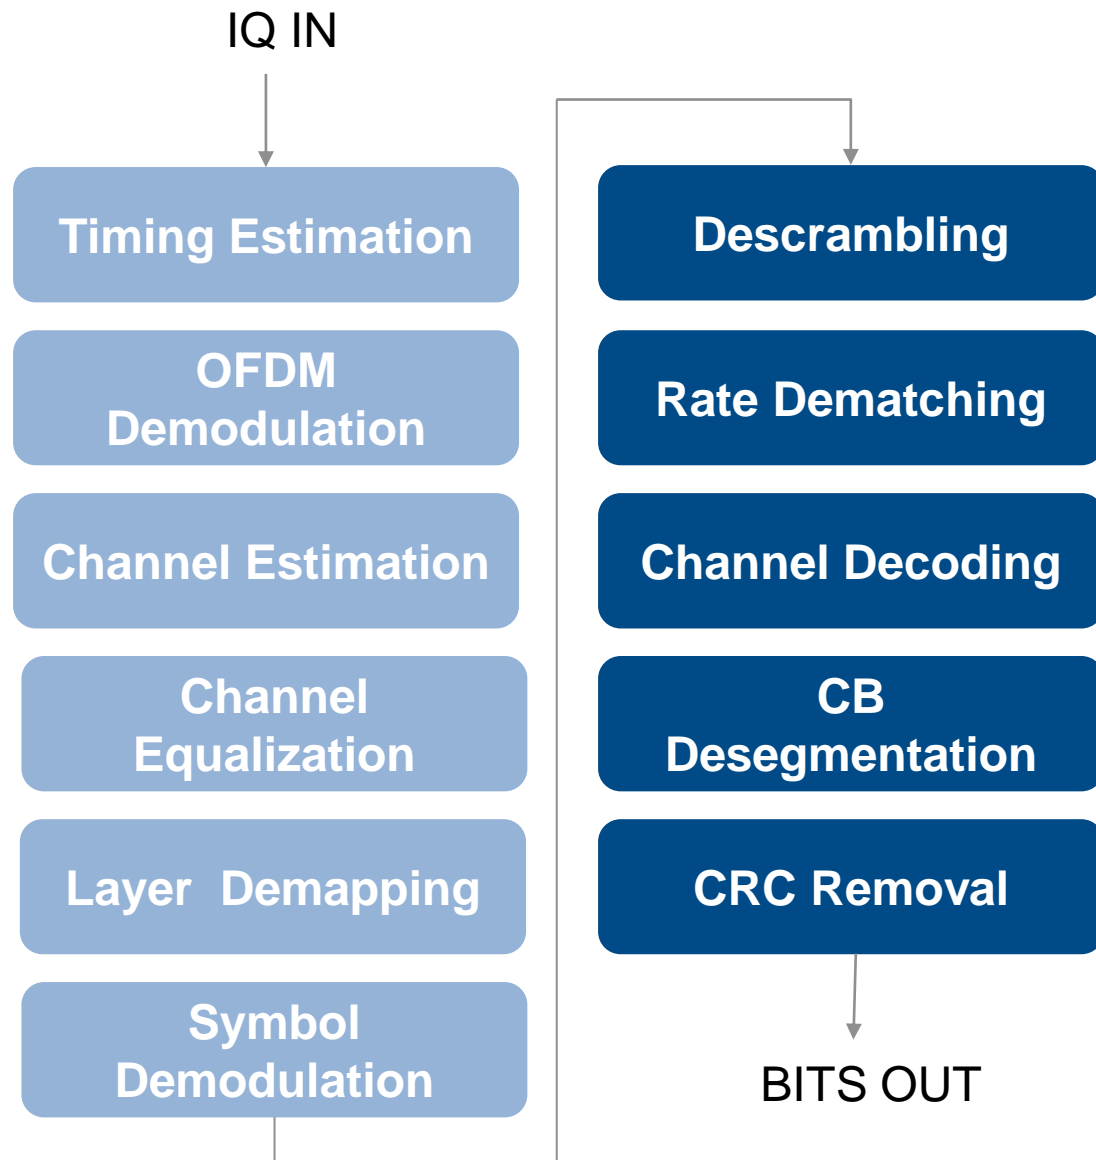 IQ IN
Timing Estimation
OFDM
Demodulation
Channel Estimation
Channel
Equalization
Layer  Demapping
Symbol
Demodulation
Descrambling
Rate Dematching
Channel Decoding
CB
Desegmentation
CRC Removal
BITS OUT